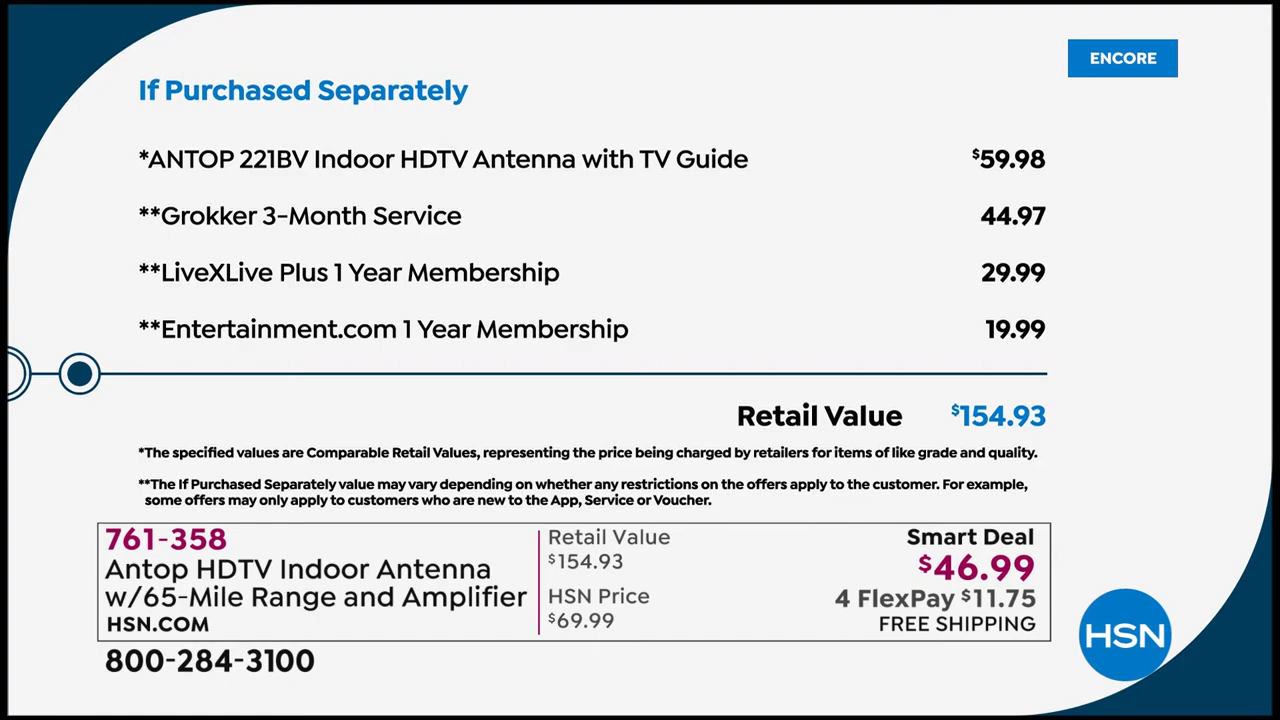 ENCORE
If Purchased Separately
*ANTOP 221BV Indoor HDTV Antenna with TV Guide $59.98
**Grokker 3-Month Service 44.97
**LiveXLive Plus 1 Year Membership 29.99
**Entertainment.com 1 Year Membership 19.99
Retail Value $154.93
*The specified values are Comparable Retail Values, representing the price being charged by retailers for items of like grade and quality.
**The If Purchased Separately value may vary depending on whether any restrictions on the offers apply to the customer. For example,
some offers may only apply to customers who are new to the App, Service or Voucher.
761-358
Antop HDTV Indoor Antenna
w/65-Mile Range and Amplifier
HSN.COM
Retail Value
$154.93
HSN Price
$69.99
Smart Deal
$46.99
4 FlexPay $11.75
FREE SHIPPING
800-284-3100
HSN